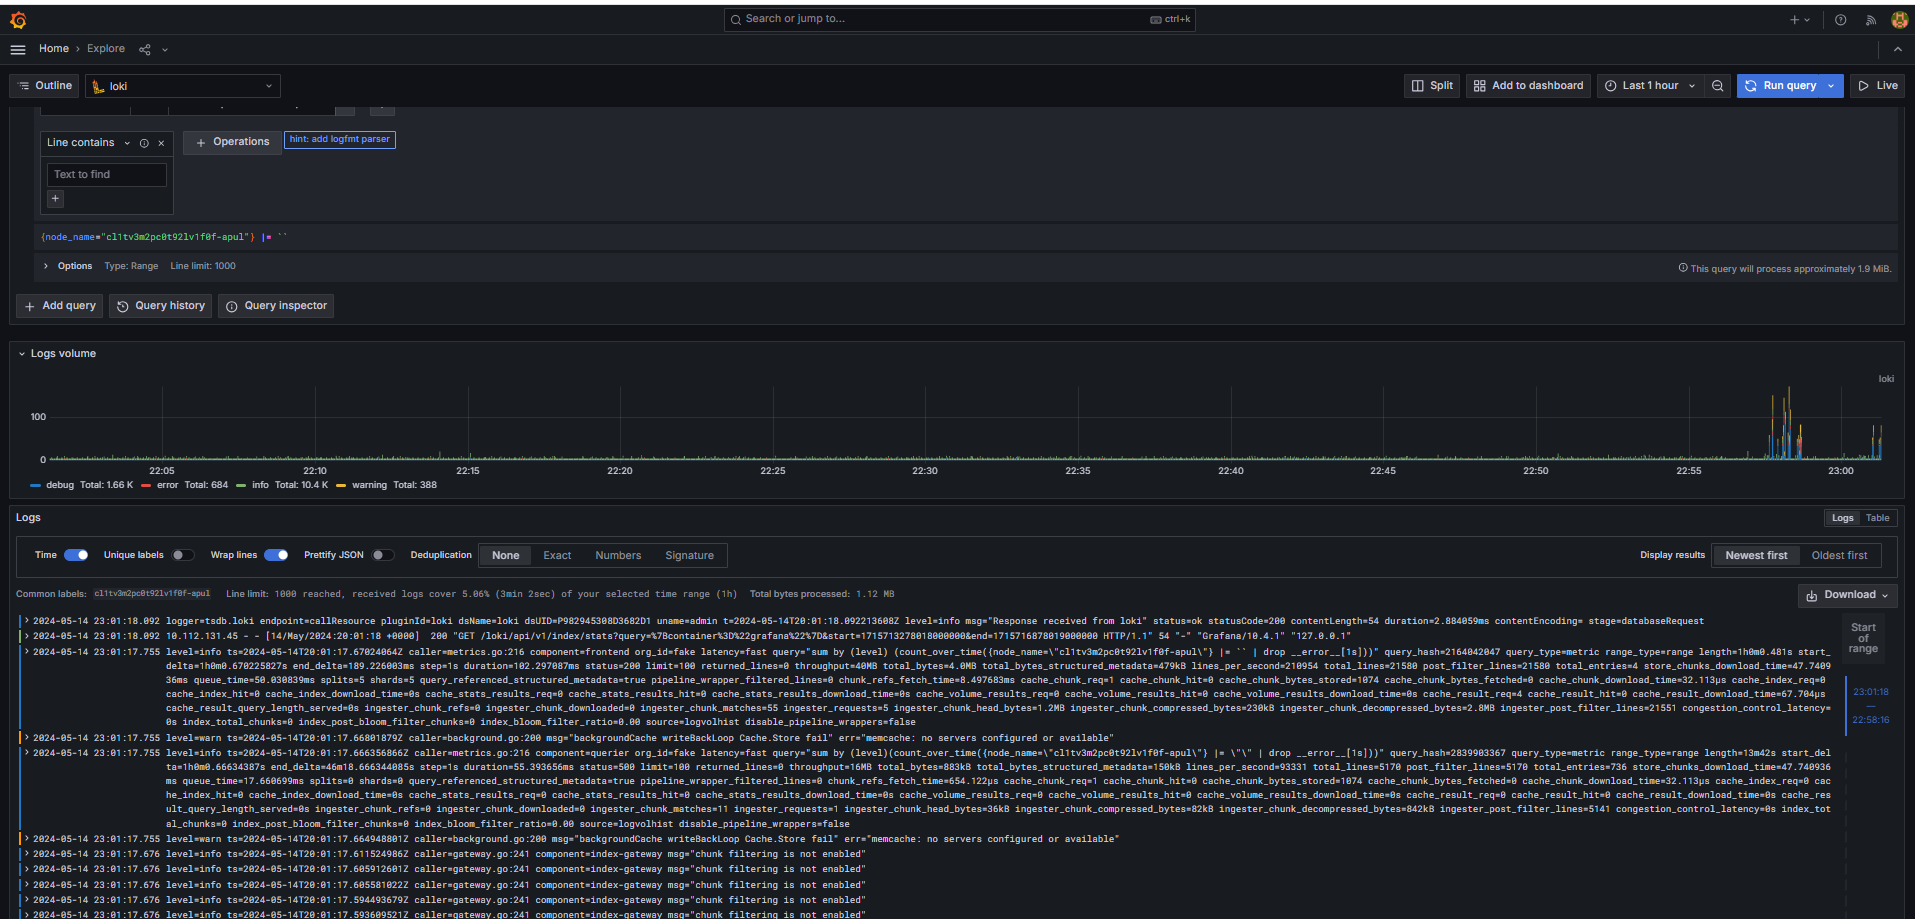 Search or jump to...
ctrl+k
Home › Explore
Outline
loki
Split
Add to dashboard
Last 1 hour
Run query
Live
Line contains
Operations
hint: add logfmt parser
Text to find
{node_name="cl1tv3m2pc0t92lv1f0f-apul"} |= ``
Options Type: Range Line limit: 1000
This query will process approximately 1.9 MiB.
+ Add query
Query history
Query inspector
Logs volume
loki
100
0
22:05 22:10 22:15 22:20 22:25 22:30 22:35 22:40 22:45 22:50 22:55 23:00
debug Total: 1.66 K error Total: 684 info Total: 10.4 K warning Total: 388
Logs
Logs Table
Time Unique labels Wrap lines Prettify JSON Deduplication None Exact Numbers Signature
Display results Newest first Oldest first
Common labels: cl1tv3m2pc0t92lv1f0f-apul Line limit: 1000 reached, received logs cover 5.06% (3min 2sec) of your selected time range (1h) Total bytes processed: 1.12 MB
Download
2024-05-14 23:01:18.092 logger=tsdb.loki endpoint=callResource pluginId=loki dsName=loki dsUID=P982945308D3682D1 uname=admin t=2024-05-14T20:01:18.092213608Z level=info msg="Response received from loki" status=ok statusCode=200 contentLength=54 duration=2.884059ms contentEncoding= stage=databaseRequest
2024-05-14 23:01:18.092 10.112.131.45 - - [14/May/2024:20:01:18 +0000]  200 "GET /loki/api/v1/index/stats?query=%7Bcontainer%3D%22grafana%22%7D&start=1715713278018000000&end=1715716878019000000 HTTP/1.1" 54 "-" "Grafana/10.4.1" "127.0.0.1"
2024-05-14 23:01:17.755 level=info ts=2024-05-14T20:01:17.67024064Z caller=metrics.go:216 component=frontend org_id=fake latency=fast query="sum by (level) (count_over_time({node_name=\"cl1tv3m2pc0t92lv1f0f-apul\"} |= `` | drop __error__[1s]))" query_hash=2164042047 query_type=metric range_type=range length=1h0m0.481s start_
delta=1h0m0.670225827s end_delta=189.226003ms step=1s duration=102.297087ms status=200 limit=100 returned_lines=0 throughput=40MB total_bytes=4.0MB total_bytes_structured_metadata=479kB lines_per_second=210954 total_lines=21580 post_filter_lines=21580 total_entries=4 store_chunks_download_time=47.7409
36ms queue_time=50.030839ms splits=5 shards=5 query_referenced_structured_metadata=true pipeline_wrapper_filtered_lines=0 chunk_refs_fetch_time=8.497683ms cache_chunk_req=1 cache_chunk_hit=0 cache_chunk_bytes_stored=1074 cache_chunk_bytes_fetched=0 cache_chunk_download_time=32.113µs cache_index_req=0
cache_index_hit=0 cache_index_download_time=0s cache_stats_results_req=0 cache_stats_results_hit=0 cache_stats_results_download_time=0s cache_volume_results_req=0 cache_volume_results_hit=0 cache_volume_results_download_time=0s cache_result_req=4 cache_result_hit=0 cache_result_download_time=67.704µs
cache_result_query_length_served=0s ingester_chunk_refs=0 ingester_chunk_downloaded=0 ingester_chunk_matches=55 ingester_requests=5 ingester_chunk_head_bytes=1.2MB ingester_chunk_compressed_bytes=230kB ingester_chunk_decompressed_bytes=2.8MB ingester_post_filter_lines=21551 congestion_control_latency=
0s index_total_chunks=0 index_post_bloom_filter_chunks=0 index_bloom_filter_ratio=0.00 source=logvolhist disable_pipeline_wrappers=false
2024-05-14 23:01:17.755 level=warn ts=2024-05-14T20:01:17.66801879Z caller=background.go:200 msg="backgroundCache writeBackLoop Cache.Store fail" err="memcache: no servers configured or available"
2024-05-14 23:01:17.755 level=info ts=2024-05-14T20:01:17.666356866Z caller=metrics.go:216 component=querier org_id=fake latency=fast query="sum by (level)(count_over_time({node_name=\"cl1tv3m2pc0t92lv1f0f-apul\"} |= \"\" | drop __error__[1s]))" query_hash=2839903367 query_type=metric range_type=range length=13m42s start_del
ta=1h0m0.66634387s end_delta=46m18.666344085s step=1s duration=55.393656ms status=500 limit=100 returned_lines=0 throughput=16MB total_bytes=883kB total_bytes_structured_metadata=150kB lines_per_second=93331 total_lines=5170 post_filter_lines=5170 total_entries=736 store_chunks_download_time=47.740936
ms queue_time=17.660699ms splits=0 shards=0 query_referenced_structured_metadata=true pipeline_wrapper_filtered_lines=0 chunk_refs_fetch_time=654.122µs cache_chunk_req=1 cache_chunk_hit=0 cache_chunk_bytes_stored=1074 cache_chunk_bytes_fetched=0 cache_chunk_download_time=32.113µs cache_index_req=0 cac
he_index_hit=0 cache_index_download_time=0s cache_stats_results_req=0 cache_stats_results_hit=0 cache_stats_results_download_time=0s cache_volume_results_req=0 cache_volume_results_hit=0 cache_volume_results_download_time=0s cache_result_req=0 cache_result_hit=0 cache_result_download_time=0s cache_res
ult_query_length_served=0s ingester_chunk_refs=0 ingester_chunk_downloaded=0 ingester_chunk_matches=11 ingester_requests=1 ingester_chunk_head_bytes=36kB ingester_chunk_compressed_bytes=82kB ingester_chunk_decompressed_bytes=842kB ingester_post_filter_lines=5141 congestion_control_latency=0s index_tot
al_chunks=0 index_post_bloom_filter_chunks=0 index_bloom_filter_ratio=0.00 source=logvolhist disable_pipeline_wrappers=false
2024-05-14 23:01:17.755 level=warn ts=2024-05-14T20:01:17.664948801Z caller=background.go:200 msg="backgroundCache writeBackLoop Cache.Store fail" err="memcache: no servers configured or available"
2024-05-14 23:01:17.676 level=info ts=2024-05-14T20:01:17.611524986Z caller=gateway.go:241 component=index-gateway msg="chunk filtering is not enabled"
2024-05-14 23:01:17.676 level=info ts=2024-05-14T20:01:17.605912601Z caller=gateway.go:241 component=index-gateway msg="chunk filtering is not enabled"
2024-05-14 23:01:17.676 level=info ts=2024-05-14T20:01:17.605581022Z caller=gateway.go:241 component=index-gateway msg="chunk filtering is not enabled"
2024-05-14 23:01:17.676 level=info ts=2024-05-14T20:01:17.594493679Z caller=gateway.go:241 component=index-gateway msg="chunk filtering is not enabled"
2024-05-14 23:01:17.676 level=info ts=2024-05-14T20:01:17.593609521Z caller=gateway.go:241 component=index-gateway msg="chunk filtering is not enabled"
Start
of
range
23:01:18
—
22:58:16